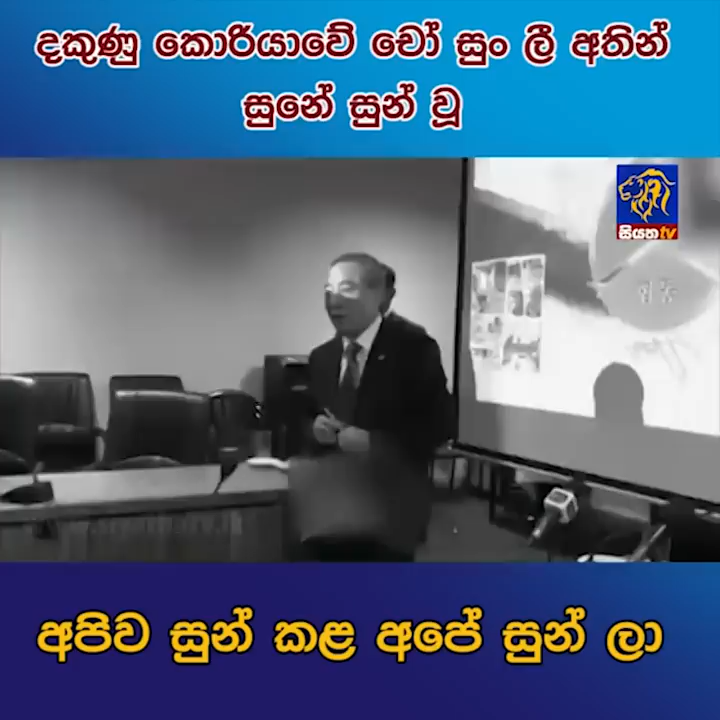 දකුණු කොරියාවේ චෝ සුං ලී අතින්
සුනේ සුන් වූ
සියත tv
අපිව සුන් කළ අපේ සුන් ලා